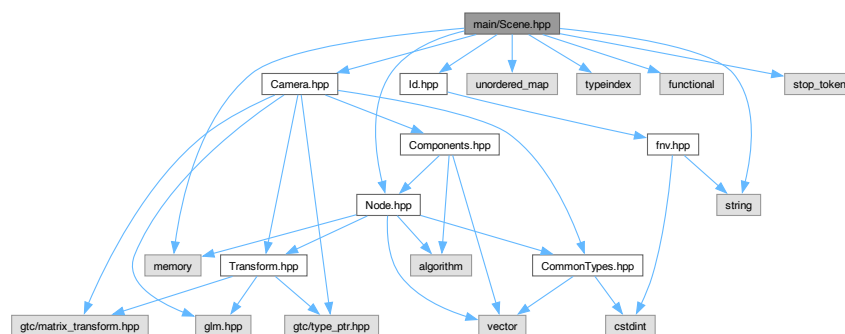 main/Scene.hpp
Camera.hpp
Id.hpp
unordered_map
typeindex
functional
stop_token
Components.hpp
fnv.hpp
Node.hpp
string
memory
Transform.hpp
algorithm
CommonTypes.hpp
gtc/matrix_transform.hpp
glm.hpp
gtc/type_ptr.hpp
vector
cstdint